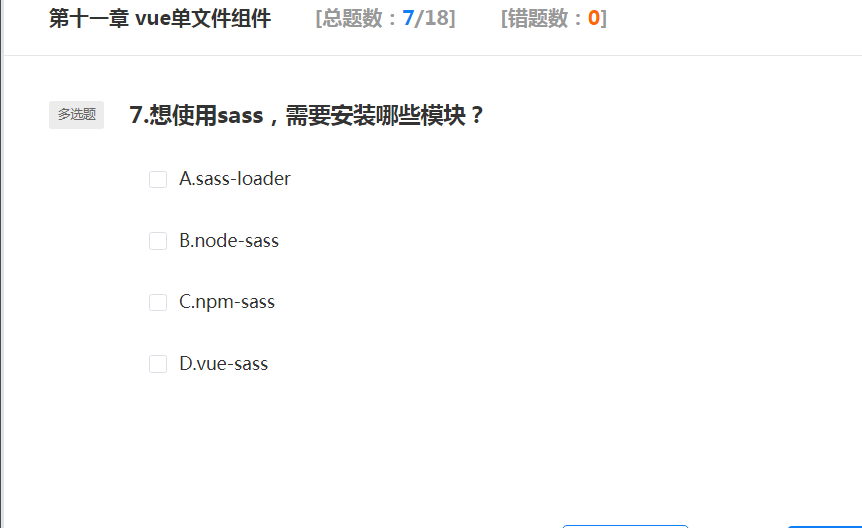 第十一章 vue单文件组件 [总题数：7/18] [错题数：0]
多选题 7.想使用sass，需要安装哪些模块？
A.sass-loader
B.node-sass
C.npm-sass
D.vue-sass